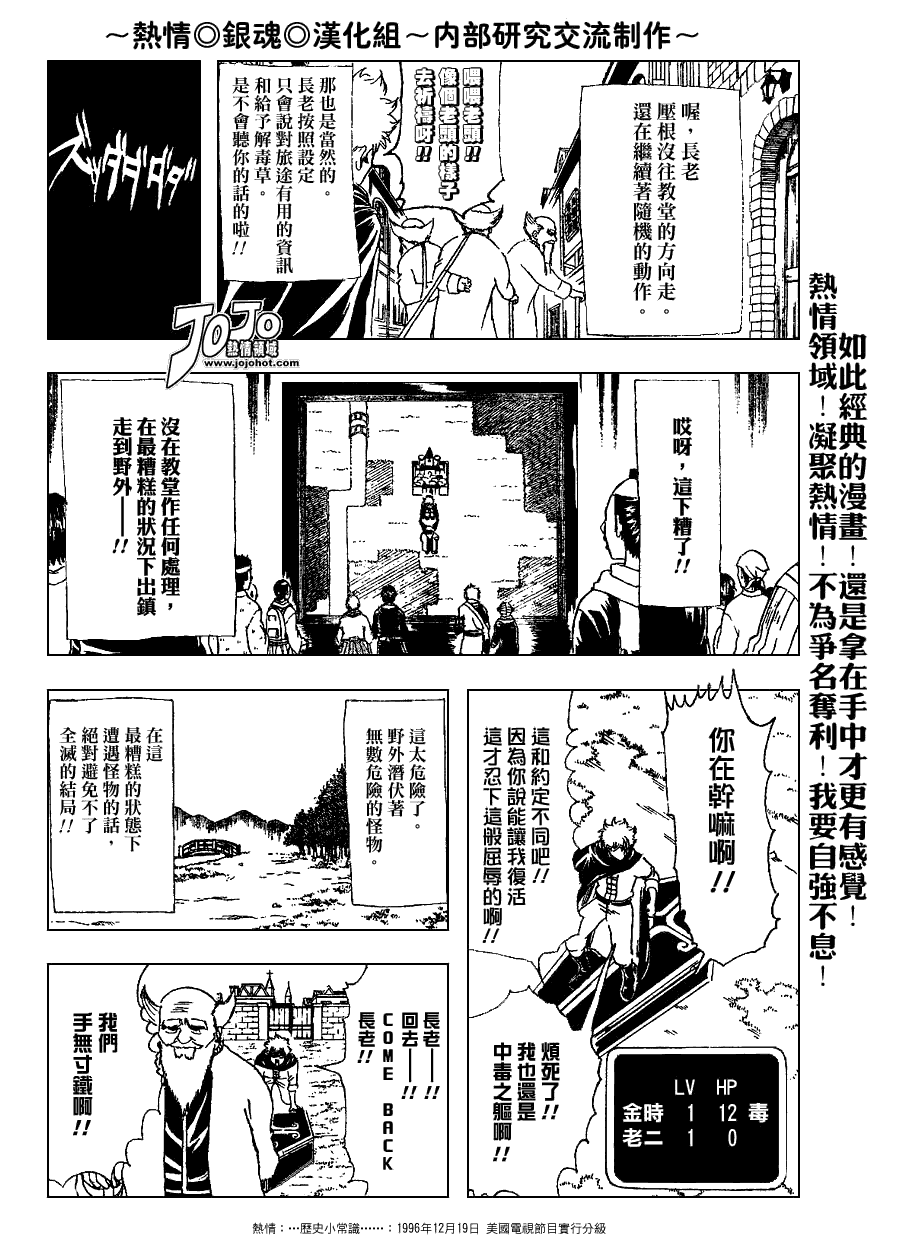 ～熱情◎銀魂◎漢化組～内部研究交流制作～
喔，長老
壓根沒往教堂的方向走。
還在繼續著隨機的動作。
喂喂老頭!!
像個老頭的樣子
去祈禱呀!!
那也是當然的。
長老按照設定
只會說對旅途有用的資訊
和給予解毒草。
是不會聽你的話的啦!!
ズッダダダダ
JOJO
熱情領域
www.jojohot.com
如此經典的漫畫！還是拿在手中才更有感覺！
熱情領域！凝聚熱情！不為爭名奪利！我要自強不息！
哎呀，這下糟了!!
沒在教堂作任何處理，
在最糟糕的狀況下出鎮
走到野外——!!
你在幹嘛啊!!
這和約定不同吧!!
因為你說能讓我復活
這才忍下這般屈辱的啊!!
煩死了!!
我也還是
中毒之軀啊!!
LV HP
金時 1 12 毒
老二 1 0
這太危險了。
野外潛伏著
無數危險的怪物。
在這
最糟糕的狀態下
遭遇怪物的話，
絕對避免不了
全滅的結局!!
長老——!!
回去——!!
COME BACK
長老!!
我們
手無寸鐵啊!!
熱情：…歷史小常識……：1996年12月19日 美國電視節目實行分級